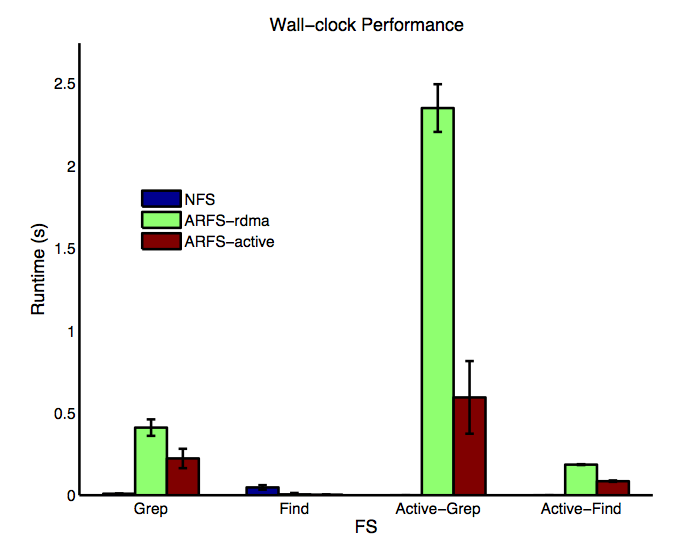 Wall−clock Performance
2.5
2
1.5
1
0.5
0
Runtime (s)
NFS
ARFS−rdma
ARFS−active
Grep
Find
Active−Grep
Active−Find
FS